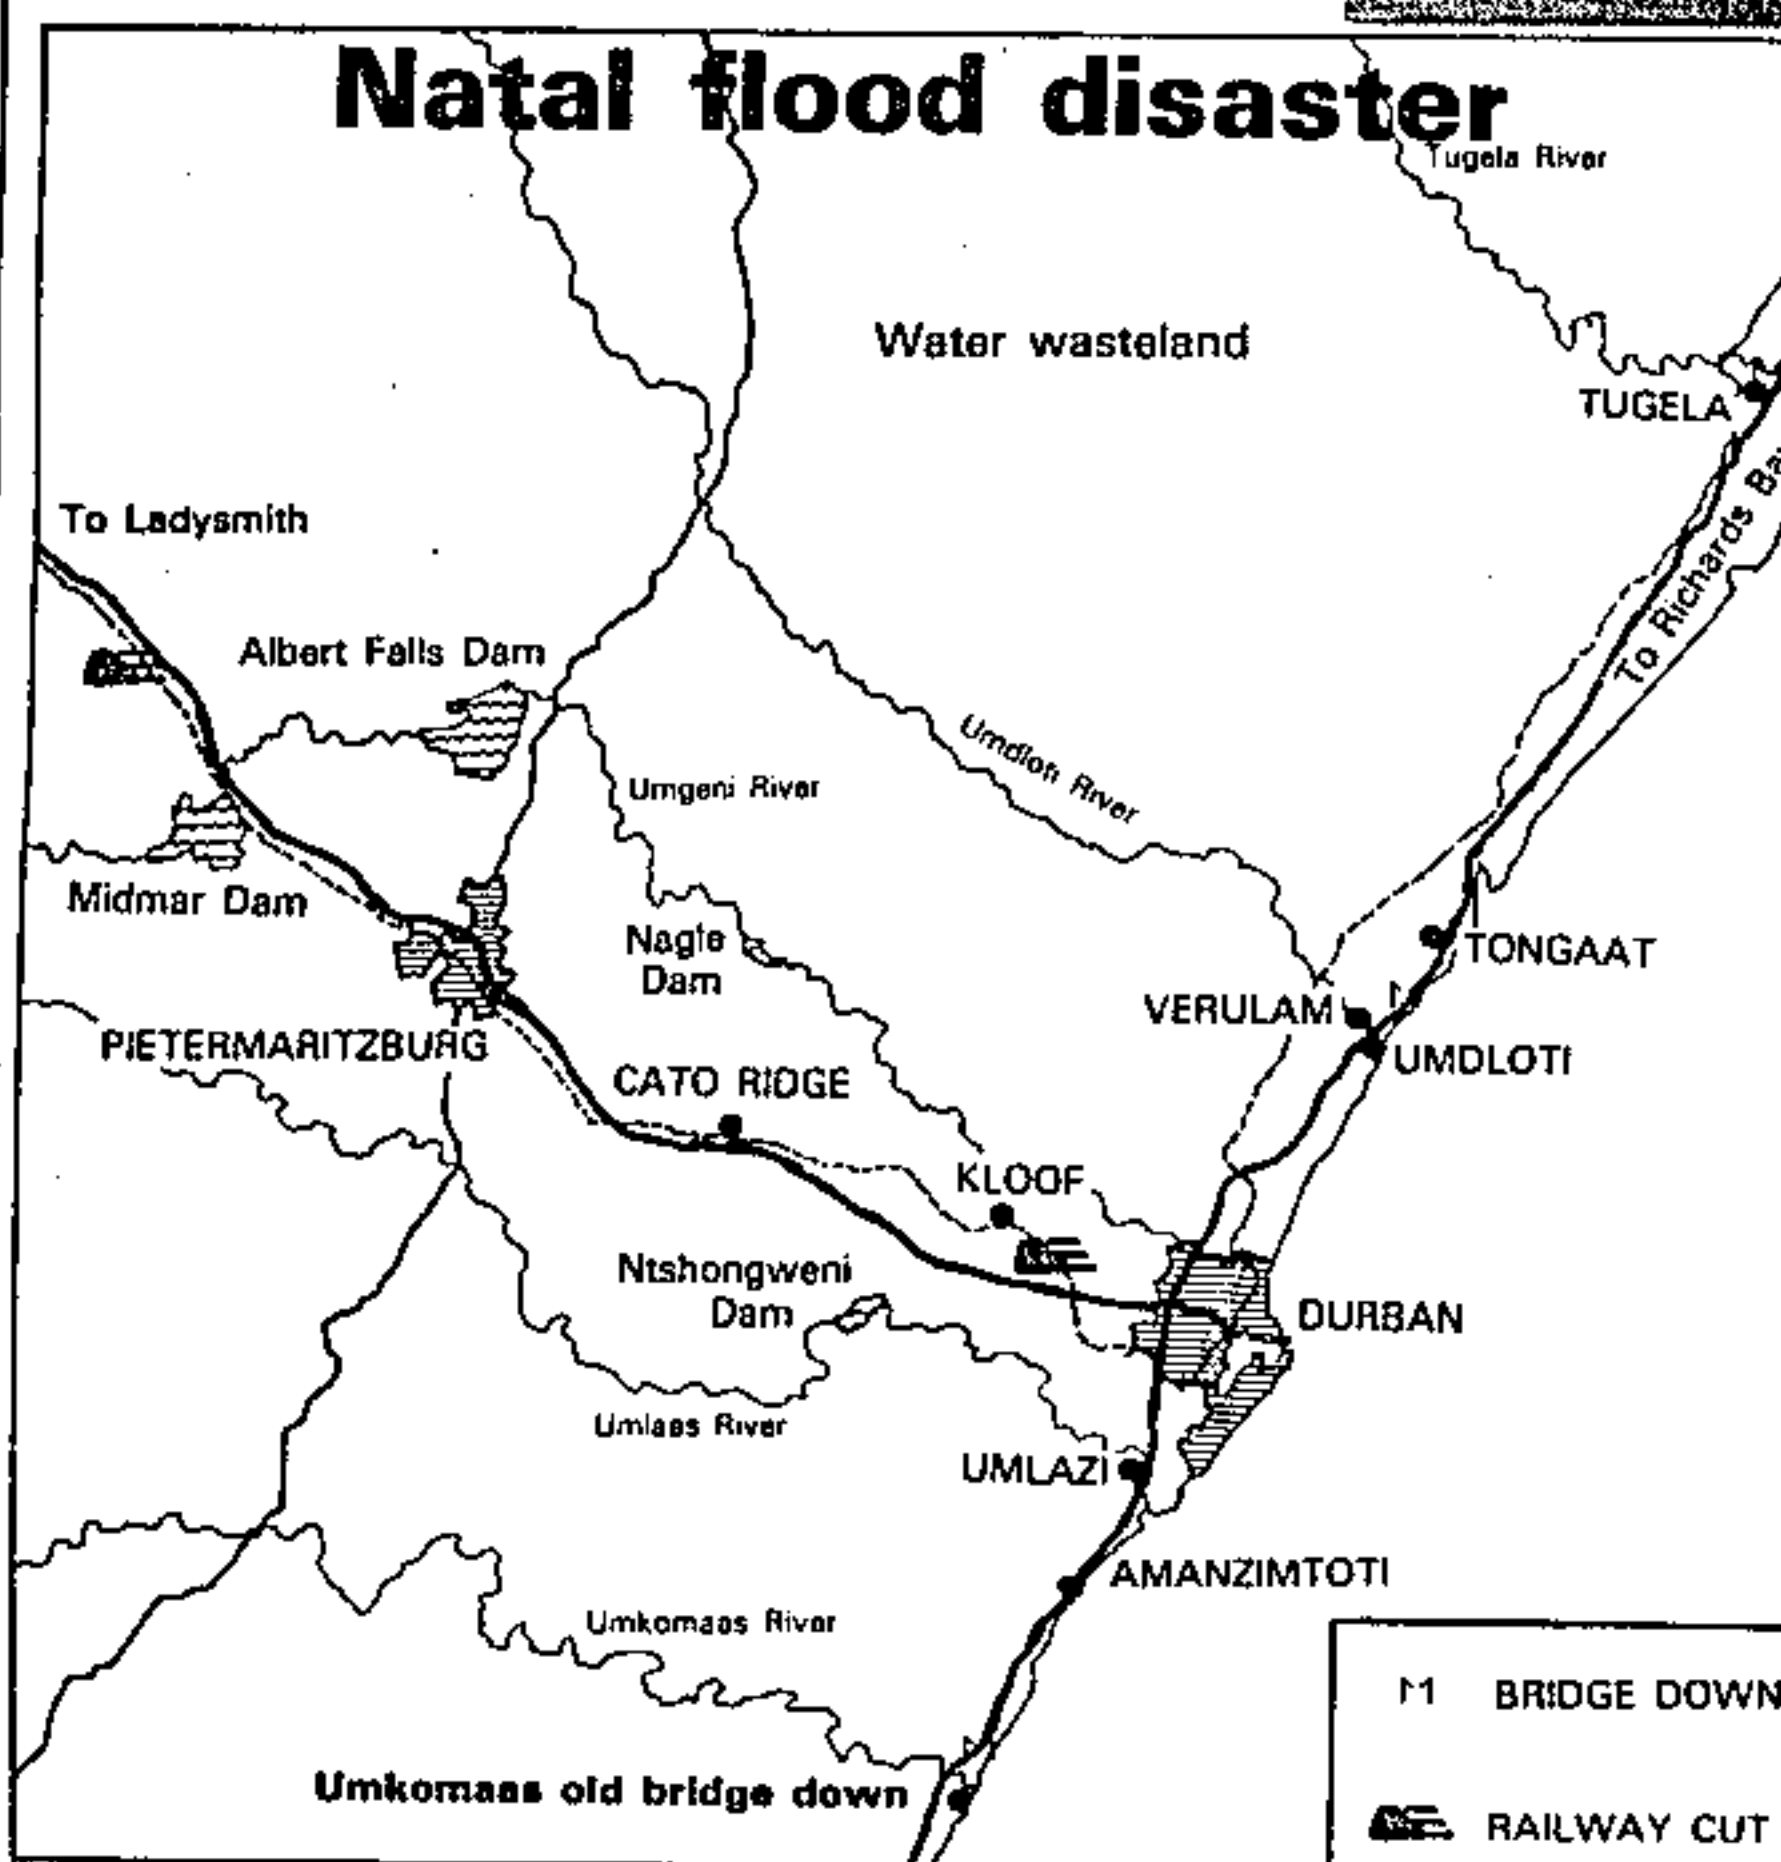 Natal flood disaster
Tugela River
Water wasteland
TUGELA
To Ladysmith
To Richards
Albert Falls Dam
Umdloti River
Umgeni River
Midmar Dam
Nagle
Dam
TONGAAT
VERULAM
PIETERMARITZBURG
UMDLOTI
CATO RIDGE
KLOOF
Ntshongweni
Dam
DURBAN
Umlaas River
UMLAZI
AMANZIMTOTI
Umkomaas River
BRIDGE DOWN
Umkomaas old bridge down
RAILWAY CUT